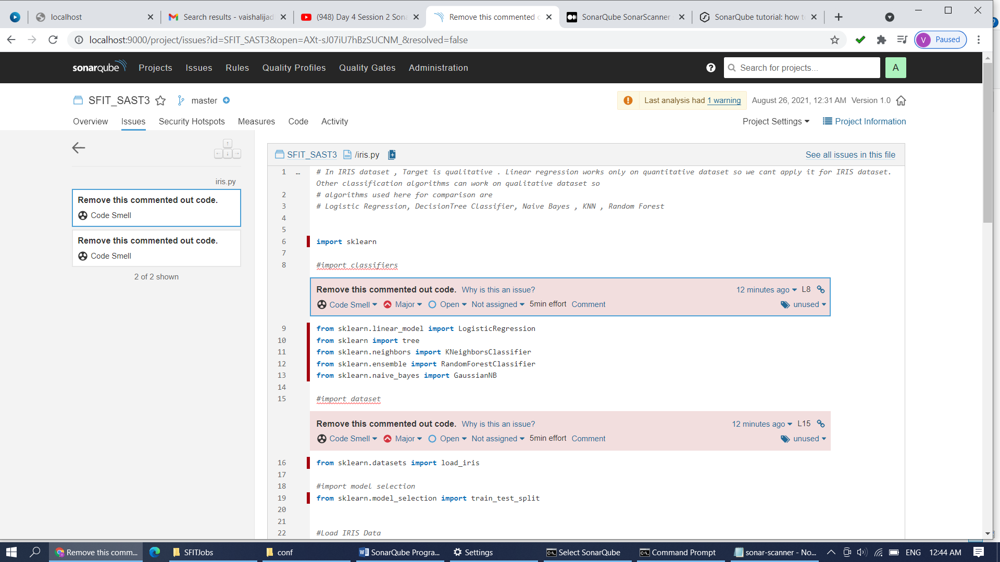 localhost
Search results - vaishalijad
(948) Day 4 Session 2 Sona
Remove this commented o
SonarQube SonarScanner
SonarQube tutorial: how t
localhost:9000/project/issues?id=SFIT_SAST3&open=AXt-sJ07iU7hBzSUCNM_&resolved=false
V Paused
sonarqube Projects Issues Rules Quality Profiles Quality Gates Administration
? Search for projects... A
SFIT_SAST3 master
Last analysis had 1 warning August 26, 2021, 12:31 AM Version 1.0
Overview Issues Security Hotspots Measures Code Activity
Project Settings Project Information
iris.py
Remove this commented out code.
Code Smell
Remove this commented out code.
Code Smell
2 of 2 shown
SFIT_SAST3 /iris.py See all issues in this file
1 … # In IRIS dataset , Target is qualitative . Linear regression works only on quantitative dataset so we cant apply it for IRIS dataset.
Other classification algorithms can work on qualitative dataset so
2 # algorithms used here for comparison are
3 # Logistic Regression, DecisionTree Classifier, Naive Bayes , KNN , Random Forest
4
5
6 import sklearn
7
8 #import classifiers
Remove this commented out code. Why is this an issue? 12 minutes ago L8
Code Smell Major Open Not assigned 5min effort Comment unused
9 from sklearn.linear_model import LogisticRegression
10 from sklearn import tree
11 from sklearn.neighbors import KNeighborsClassifier
12 from sklearn.ensemble import RandomForestClassifier
13 from sklearn.naive_bayes import GaussianNB
14
15 #import dataset
Remove this commented out code. Why is this an issue? 12 minutes ago L15
Code Smell Major Open Not assigned 5min effort Comment unused
16 from sklearn.datasets import load_iris
17
18 #import model selection
19 from sklearn.model_selection import train_test_split
20
21
22 #Load IRIS Data
Remove this comm...
SFITJobs
conf
SonarQube Progra...
Settings
Select SonarQube
Command Prompt
sonar-scanner - No...
ENG
12:44 AM